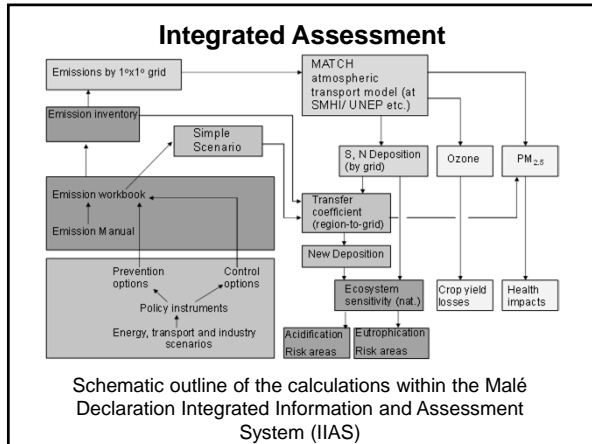 Integrated Assessment
Emissions by 1ºx1º grid
MATCH
atmospheric
transport model (at
SMHI/ UNEP etc.)
Emission inventory
Simple
Scenario
S, N Deposition
(by grid)
Ozone
PM2.5
Emission workbook
Emission Manual
Transfer
coefficient
(region-to-grid)
New Deposition
Prevention
options
Control
options
Policy instruments
Energy, transport and industry
scenarios
Ecosystem
sensitivity (nat.)
Crop yield
losses
Health
impacts
Acidification
Risk areas
Eutrophication
Risk areas
Schematic outline of the calculations within the Malé
Declaration Integrated Information and Assessment
System (IIAS)